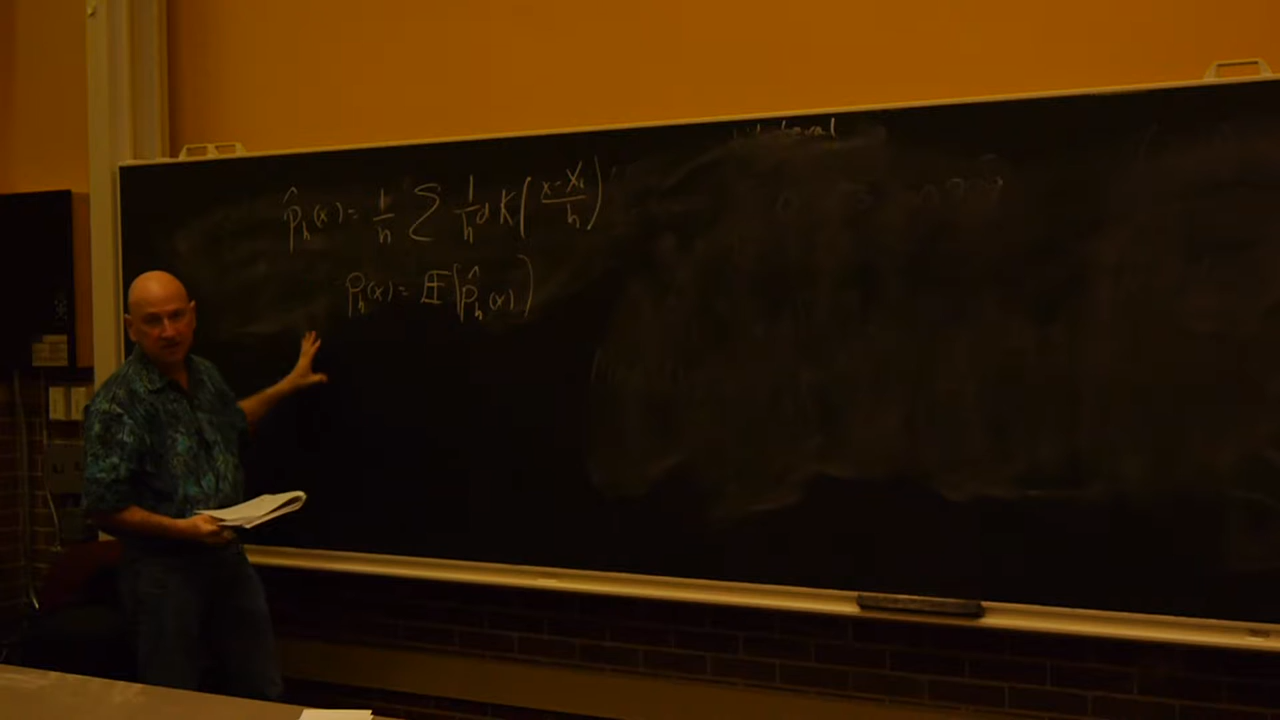 p̂ₕ(x) = 1/n Σ 1/hᵈ K((x - Xᵢ)/h)
pₕ(x) = 𝔼(p̂ₕ(x))